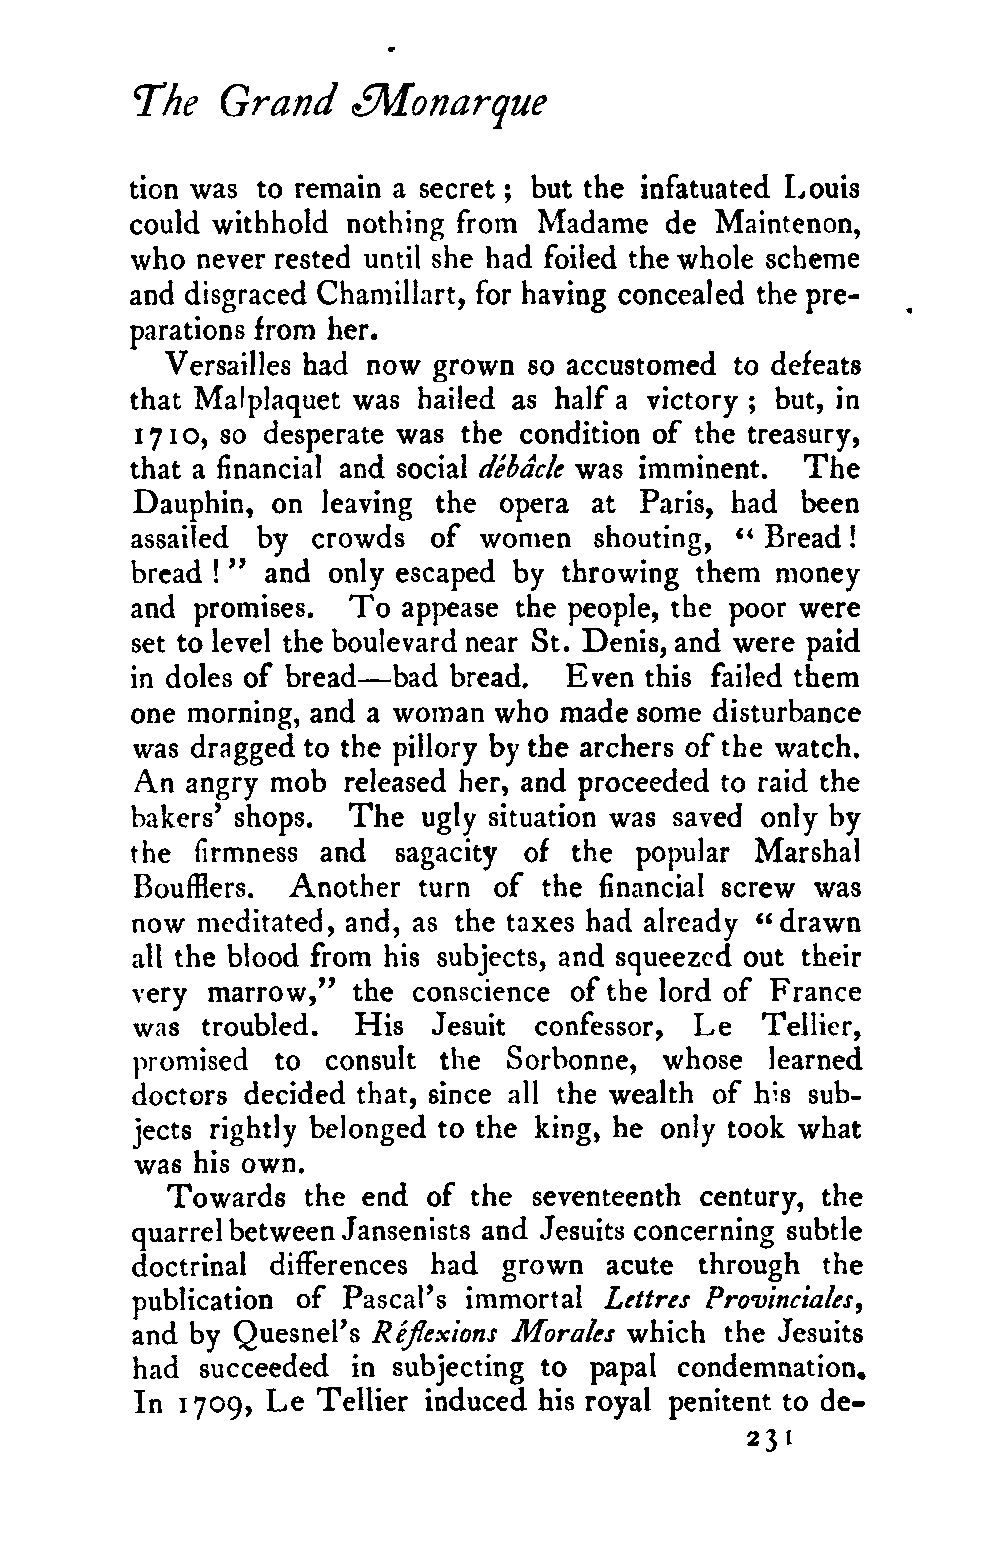 The Grand Monarque
tion was to remain a secret ; but the infatuated Louis
could withhold nothing from Madame de Maintenon,
who never rested until she had foiled the whole scheme
and disgraced Chamillart, for having concealed the pre-
parations from her.
Versailles had now grown so accustomed to defeats
that Malplaquet was hailed as half a victory ; but, in
1710, so desperate was the condition of the treasury,
that a financial and social débâcle was imminent. The
Dauphin, on leaving the opera at Paris, had been
assailed by crowds of women shouting, “ Bread !
bread ! ” and only escaped by throwing them money
and promises. To appease the people, the poor were
set to level the boulevard near St. Denis, and were paid
in doles of bread—bad bread. Even this failed them
one morning, and a woman who made some disturbance
was dragged to the pillory by the archers of the watch.
An angry mob released her, and proceeded to raid the
bakers’ shops. The ugly situation was saved only by
the firmness and sagacity of the popular Marshal
Boufflers. Another turn of the financial screw was
now meditated, and, as the taxes had already “ drawn
all the blood from his subjects, and squeezed out their
very marrow,” the conscience of the lord of France
was troubled. His Jesuit confessor, Le Tellier,
promised to consult the Sorbonne, whose learned
doctors decided that, since all the wealth of his sub-
jects rightly belonged to the king, he only took what
was his own.
Towards the end of the seventeenth century, the
quarrel between Jansenists and Jesuits concerning subtle
doctrinal differences had grown acute through the
publication of Pascal’s immortal Lettres Provinciales,
and by Quesnel’s Réflexions Morales which the Jesuits
had succeeded in subjecting to papal condemnation.
In 1709, Le Tellier induced his royal penitent to de-
231